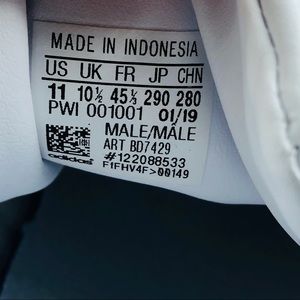 MADE IN INDONESIA
US UK FR JP CHN
11 10½ 45⅓ 290 280
PWI 001001 01/19
MALE/MÂLE
ART BD7429
adidas #122088533
F1FHV4F>00149